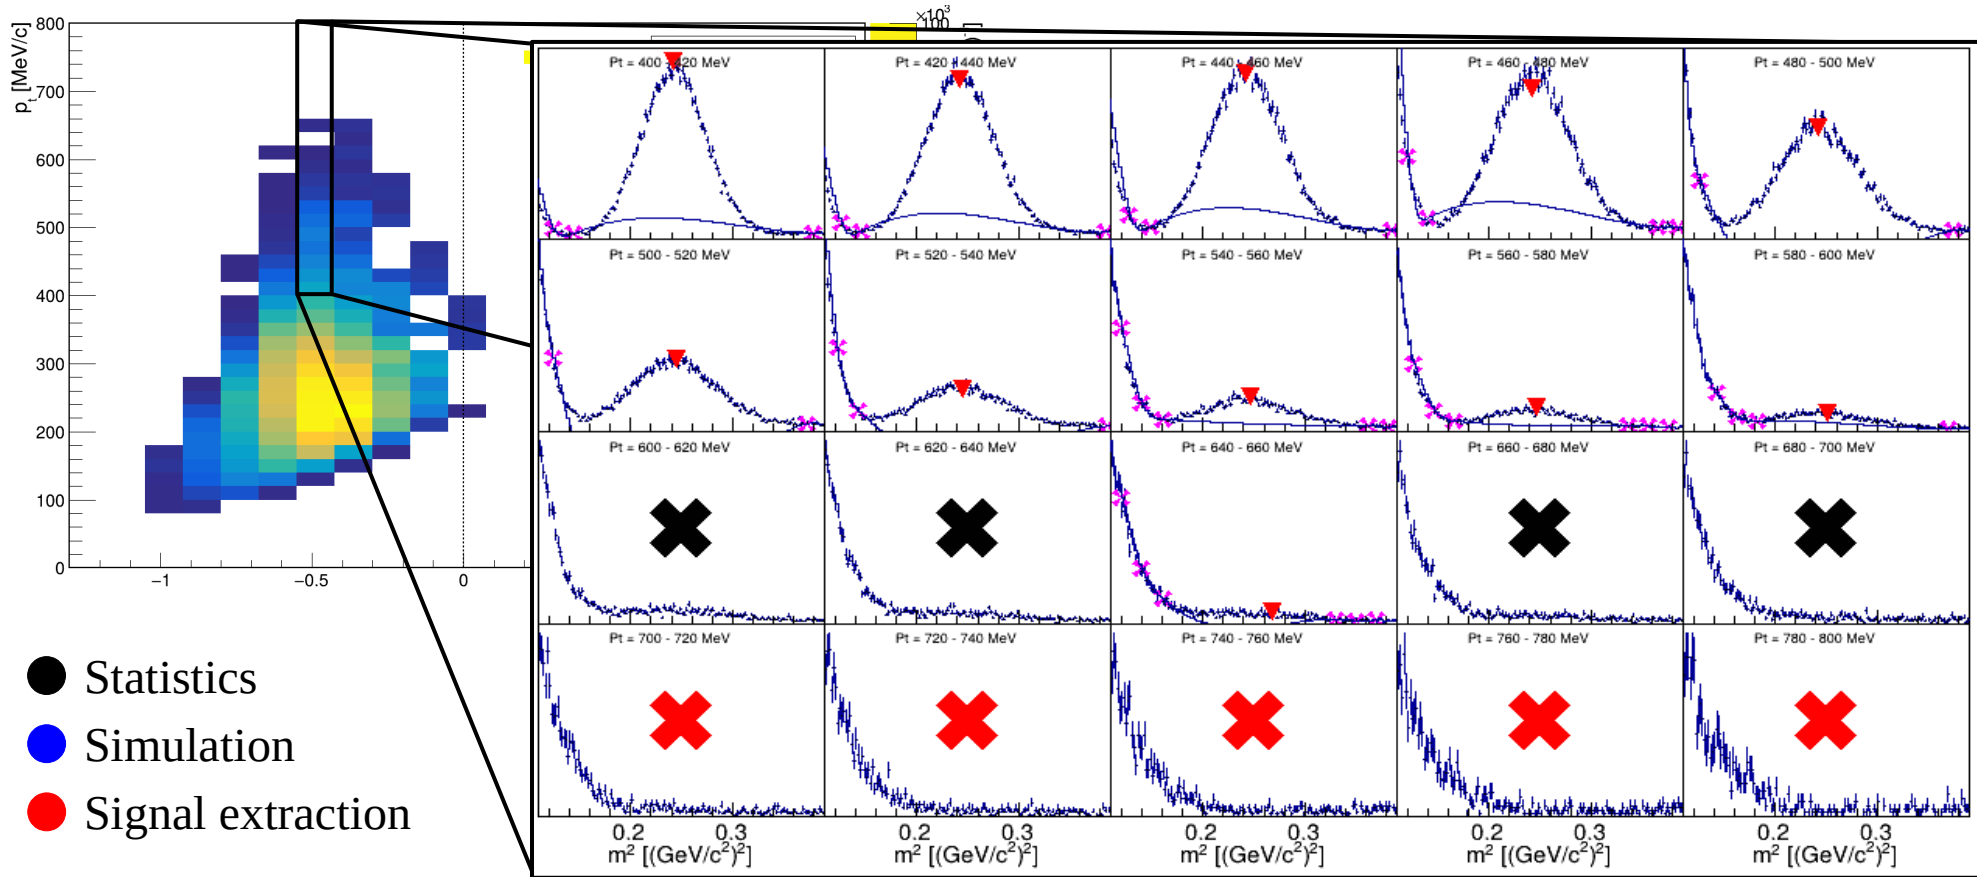 p_t [MeV/c]
800
700
600
500
400
300
200
100
0
−1
−0.5
0
×10³
100
Pt = 400 - 420 MeV
Pt = 420 - 440 MeV
Pt = 440 - 460 MeV
Pt = 460 - 480 MeV
Pt = 480 - 500 MeV
Pt = 500 - 520 MeV
Pt = 520 - 540 MeV
Pt = 540 - 560 MeV
Pt = 560 - 580 MeV
Pt = 580 - 600 MeV
Pt = 600 - 620 MeV
Pt = 620 - 640 MeV
Pt = 640 - 660 MeV
Pt = 660 - 680 MeV
Pt = 680 - 700 MeV
Pt = 700 - 720 MeV
Pt = 720 - 740 MeV
Pt = 740 - 760 MeV
Pt = 760 - 780 MeV
Pt = 780 - 800 MeV
0.2 0.3
m² [(GeV/c²)²]
0.2 0.3
m² [(GeV/c²)²]
0.2 0.3
m² [(GeV/c²)²]
0.2 0.3
m² [(GeV/c²)²]
0.2 0.3
m² [(GeV/c²)²]
Statistics
Simulation
Signal extraction